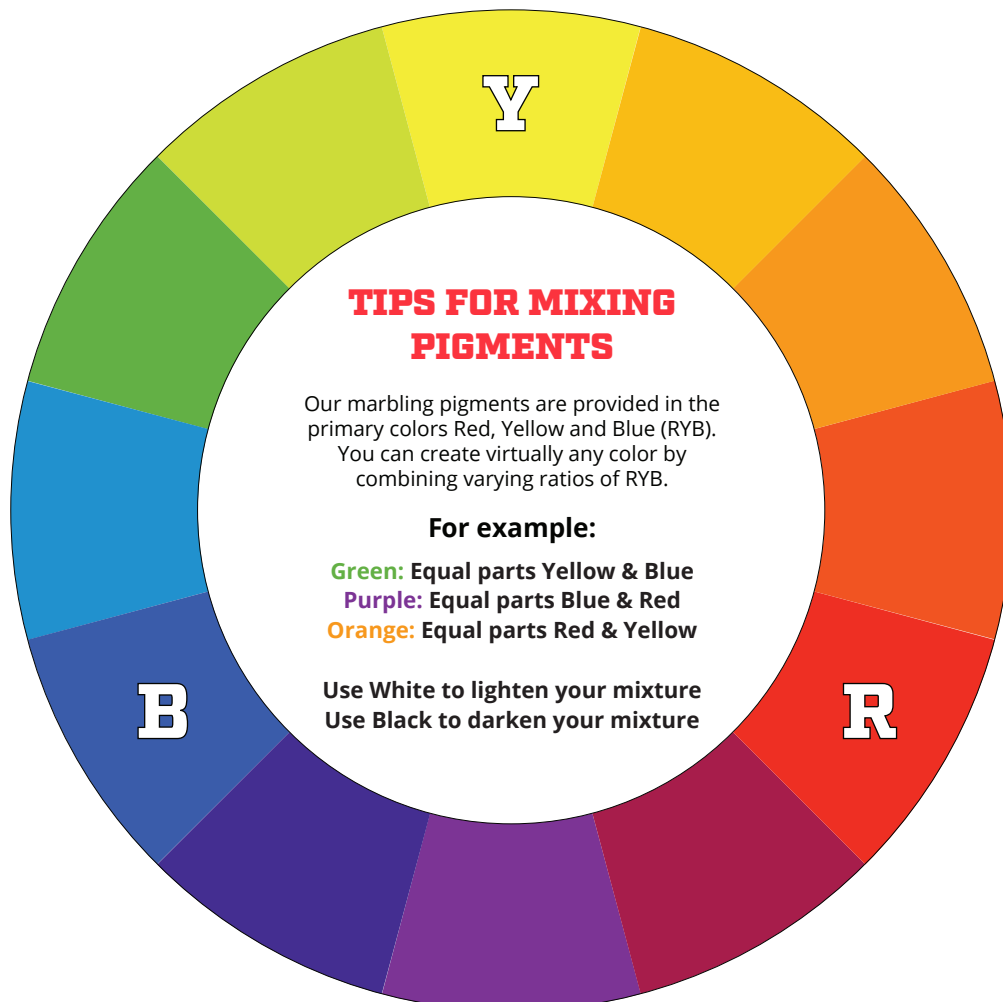 Y
TIPS FOR MIXING
PIGMENTS
Our marbling pigments are provided in the
primary colors Red, Yellow and Blue (RYB).
You can create virtually any color by
combining varying ratios of RYB.
For example:
Green: Equal parts Yellow & Blue
Purple: Equal parts Blue & Red
Orange: Equal parts Red & Yellow
Use White to lighten your mixture
Use Black to darken your mixture
B
R